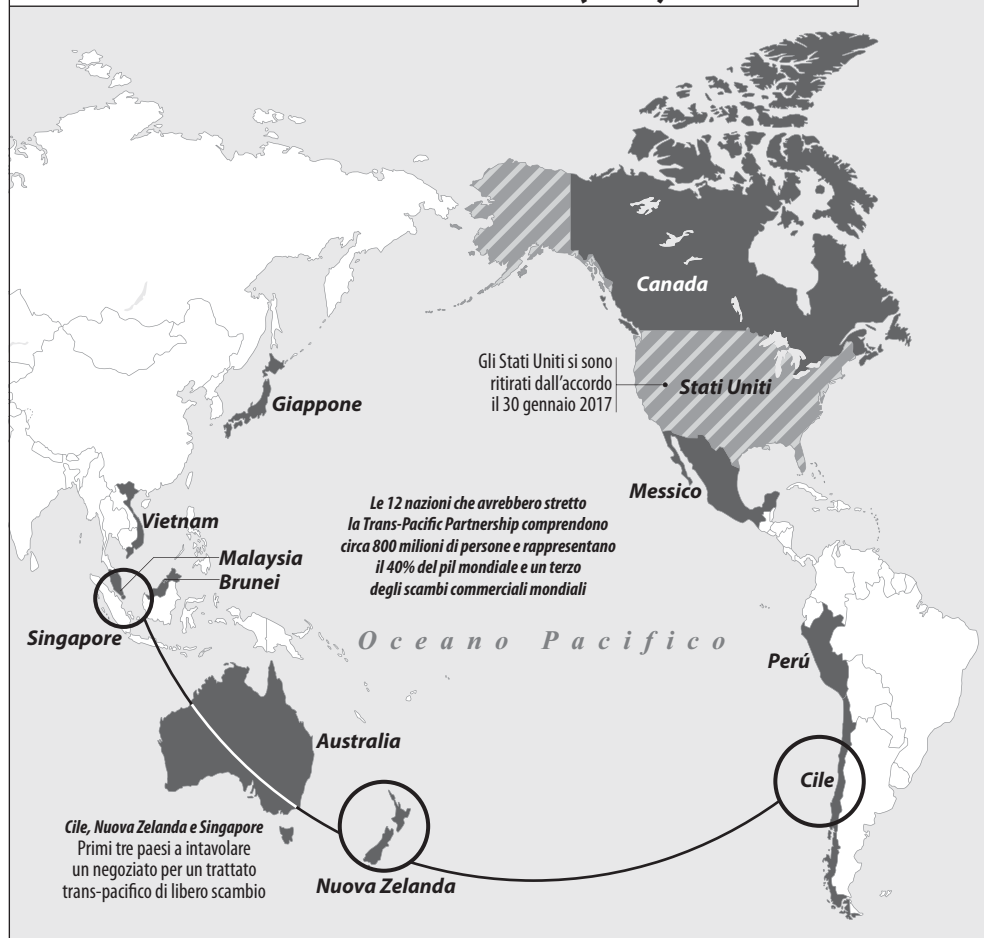 Canada
Gli Stati Uniti si sono
ritirati dall'accordo
il 30 gennaio 2017
Stati Uniti
Giappone
Messico
Le 12 nazioni che avrebbero stretto
la Trans-Pacific Partnership comprendono
circa 800 milioni di persone e rappresentano
il 40% del pil mondiale e un terzo
degli scambi commerciali mondiali
Vietnam
Malaysia
Brunei
Singapore
Oceano Pacifico
Perú
Australia
Cile
Cile, Nuova Zelanda e Singapore
Primi tre paesi a intavolare
un negoziato per un trattato
trans-pacifico di libero scambio
Nuova Zelanda